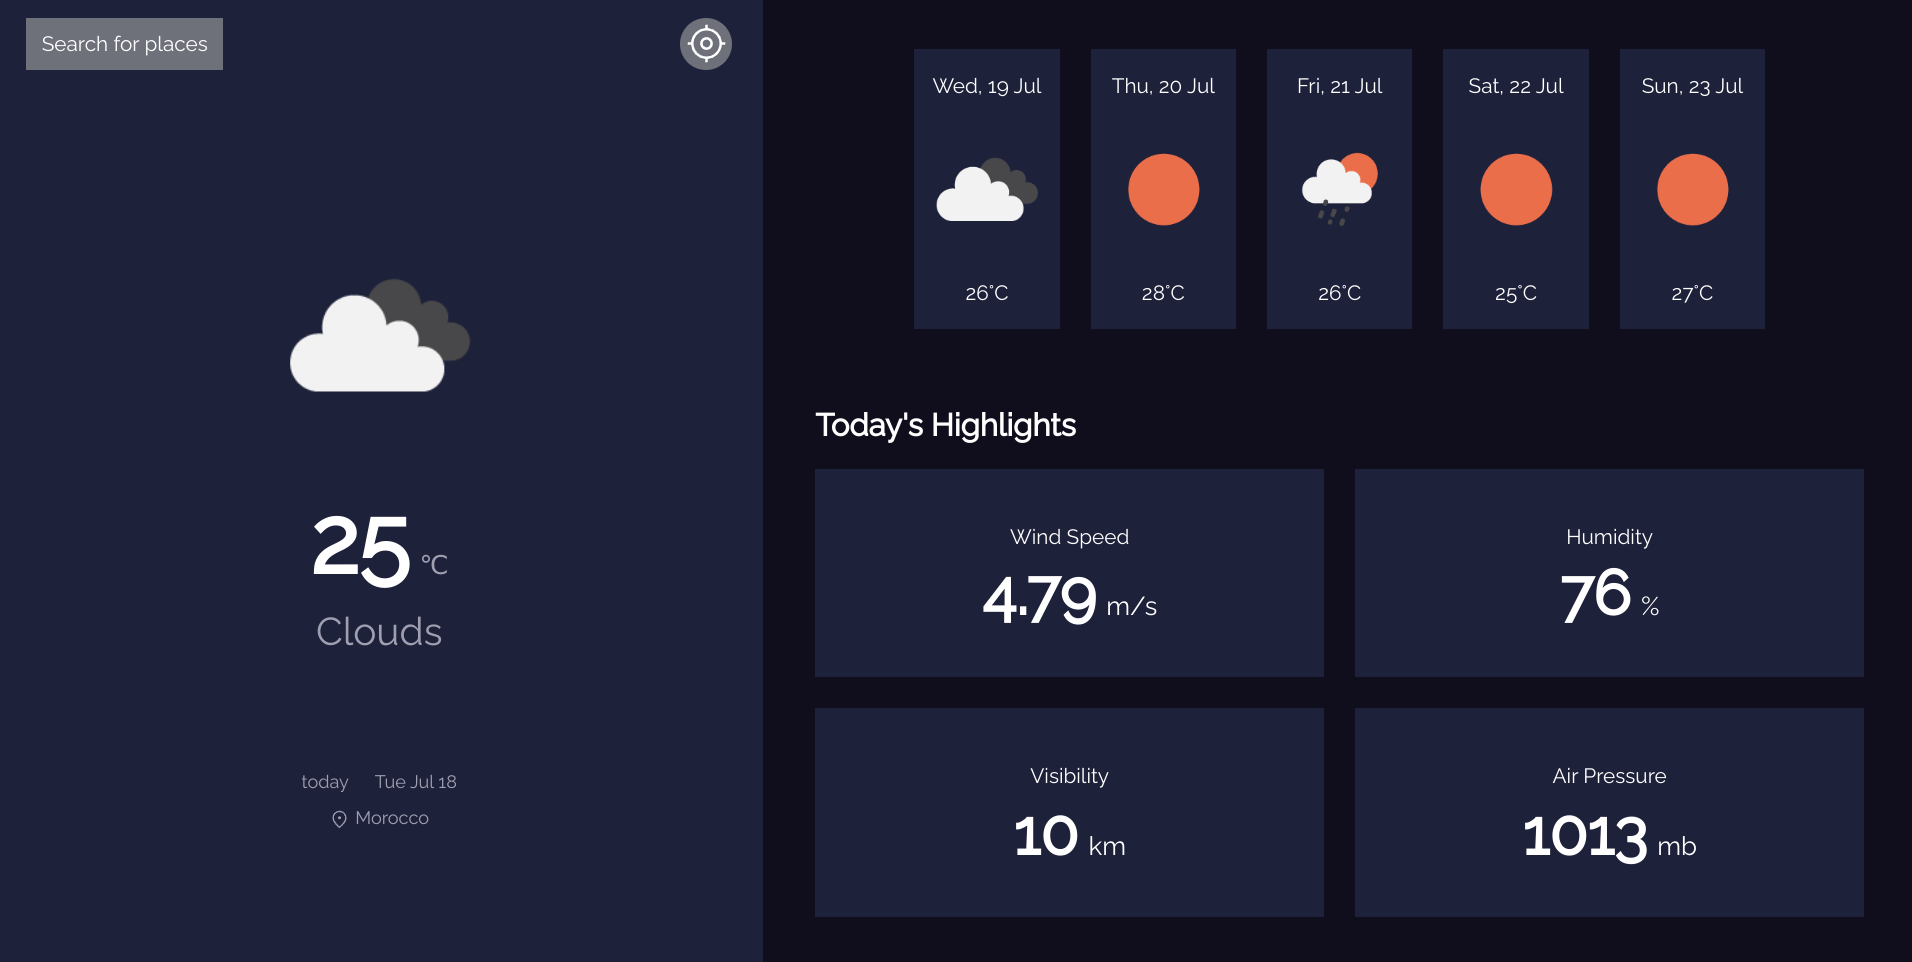 Search for places
25 °C
Clouds
today Tue Jul 18
Morocco
Wed, 19 Jul
26°C
Thu, 20 Jul
28°C
Fri, 21 Jul
26°C
Sat, 22 Jul
25°C
Sun, 23 Jul
27°C
Today's Highlights
Wind Speed
4.79 m/s
Humidity
76 %
Visibility
10 km
Air Pressure
1013 mb